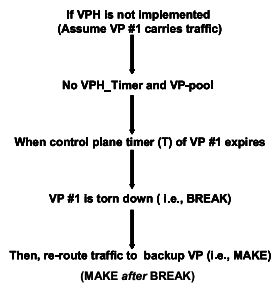 If VPH is not implemented
(Assume VP #1 carries traffic)
No VPH_Timer and VP-pool
When control plane timer (T) of VP #1 expires
VP #1 is torn down ( i.e., BREAK)
Then, re-route traffic to backup VP (i.e., MAKE)
(MAKE after BREAK)